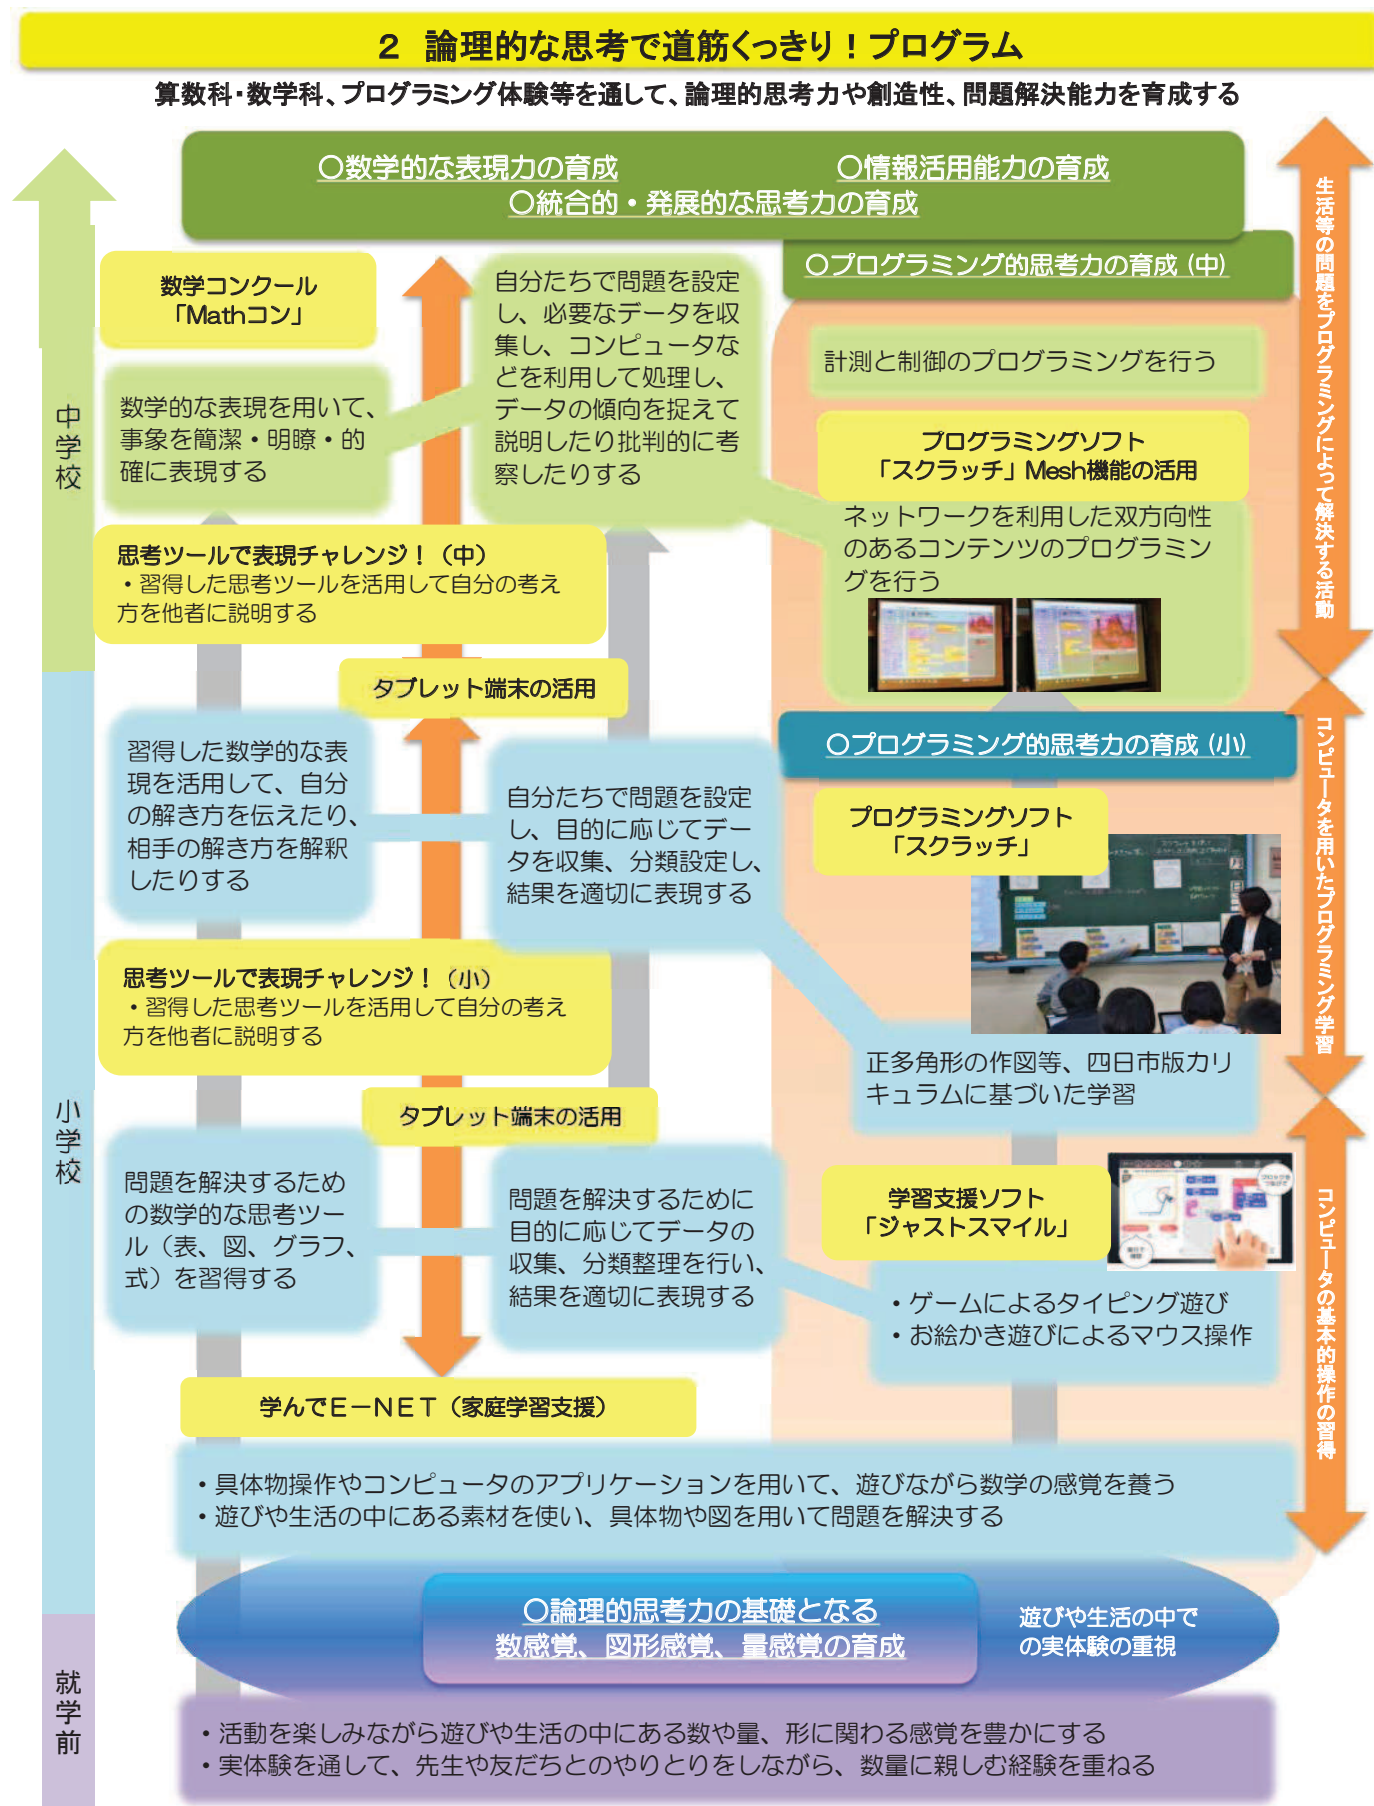 ２ 論理的な思考で道筋くっきり！プログラム
算数科・数学科、プログラミング体験等を通して、論理的思考力や創造性、問題解決能力を育成する
〇数学的な表現力の育成
〇情報活用能力の育成
〇統合的・発展的な思考力の育成
数学コンクール
「Mathコン」
数学的な表現を用いて、
事象を簡潔・明瞭・的
確に表現する
自分たちで問題を設定
し、必要なデータを収
集し、コンピュータな
どを利用して処理し、
データの傾向を捉えて
説明したり批判的に考
察したりする
〇プログラミング的思考力の育成（中）
計測と制御のプログラミングを行う
プログラミングソフト
「スクラッチ」Mesh機能の活用
ネットワークを利用した双方向性
のあるコンテンツのプログラミン
グを行う
生活等の問題をプログラミングによって解決する活動
中学校
思考ツールで表現チャレンジ！（中）
・習得した思考ツールを活用して自分の考え
方を他者に説明する
タブレット端末の活用
習得した数学的な表
現を活用して、自分
の解き方を伝えたり、
相手の解き方を解釈
したりする
自分たちで問題を設定
し、目的に応じてデー
タを収集、分類設定し、
結果を適切に表現する
〇プログラミング的思考力の育成（小）
プログラミングソフト
「スクラッチ」
正多角形の作図等、四日市版カリ
キュラムに基づいた学習
コンピュータを用いたプログラミング学習
思考ツールで表現チャレンジ！（小）
・習得した思考ツールを活用して自分の考え
方を他者に説明する
小学校
タブレット端末の活用
問題を解決するため
の数学的な思考ツー
ル（表、図、グラフ、
式）を習得する
問題を解決するために
目的に応じてデータの
収集、分類整理を行い、
結果を適切に表現する
学習支援ソフト
「ジャストスマイル」
・ゲームによるタイピング遊び
・お絵かき遊びによるマウス操作
コンピュータの基本的操作の習得
学んでＥ－ＮＥＴ（家庭学習支援）
・具体物操作やコンピュータのアプリケーションを用いて、遊びながら数学の感覚を養う
・遊びや生活の中にある素材を使い、具体物や図を用いて問題を解決する
〇論理的思考力の基礎となる
数感覚、図形感覚、量感覚の育成
遊びや生活の中で
の実体験の重視
就学前
・活動を楽しみながら遊びや生活の中にある数や量、形に関わる感覚を豊かにする
・実体験を通して、先生や友だちとのやりとりをしながら、数量に親しむ経験を重ねる